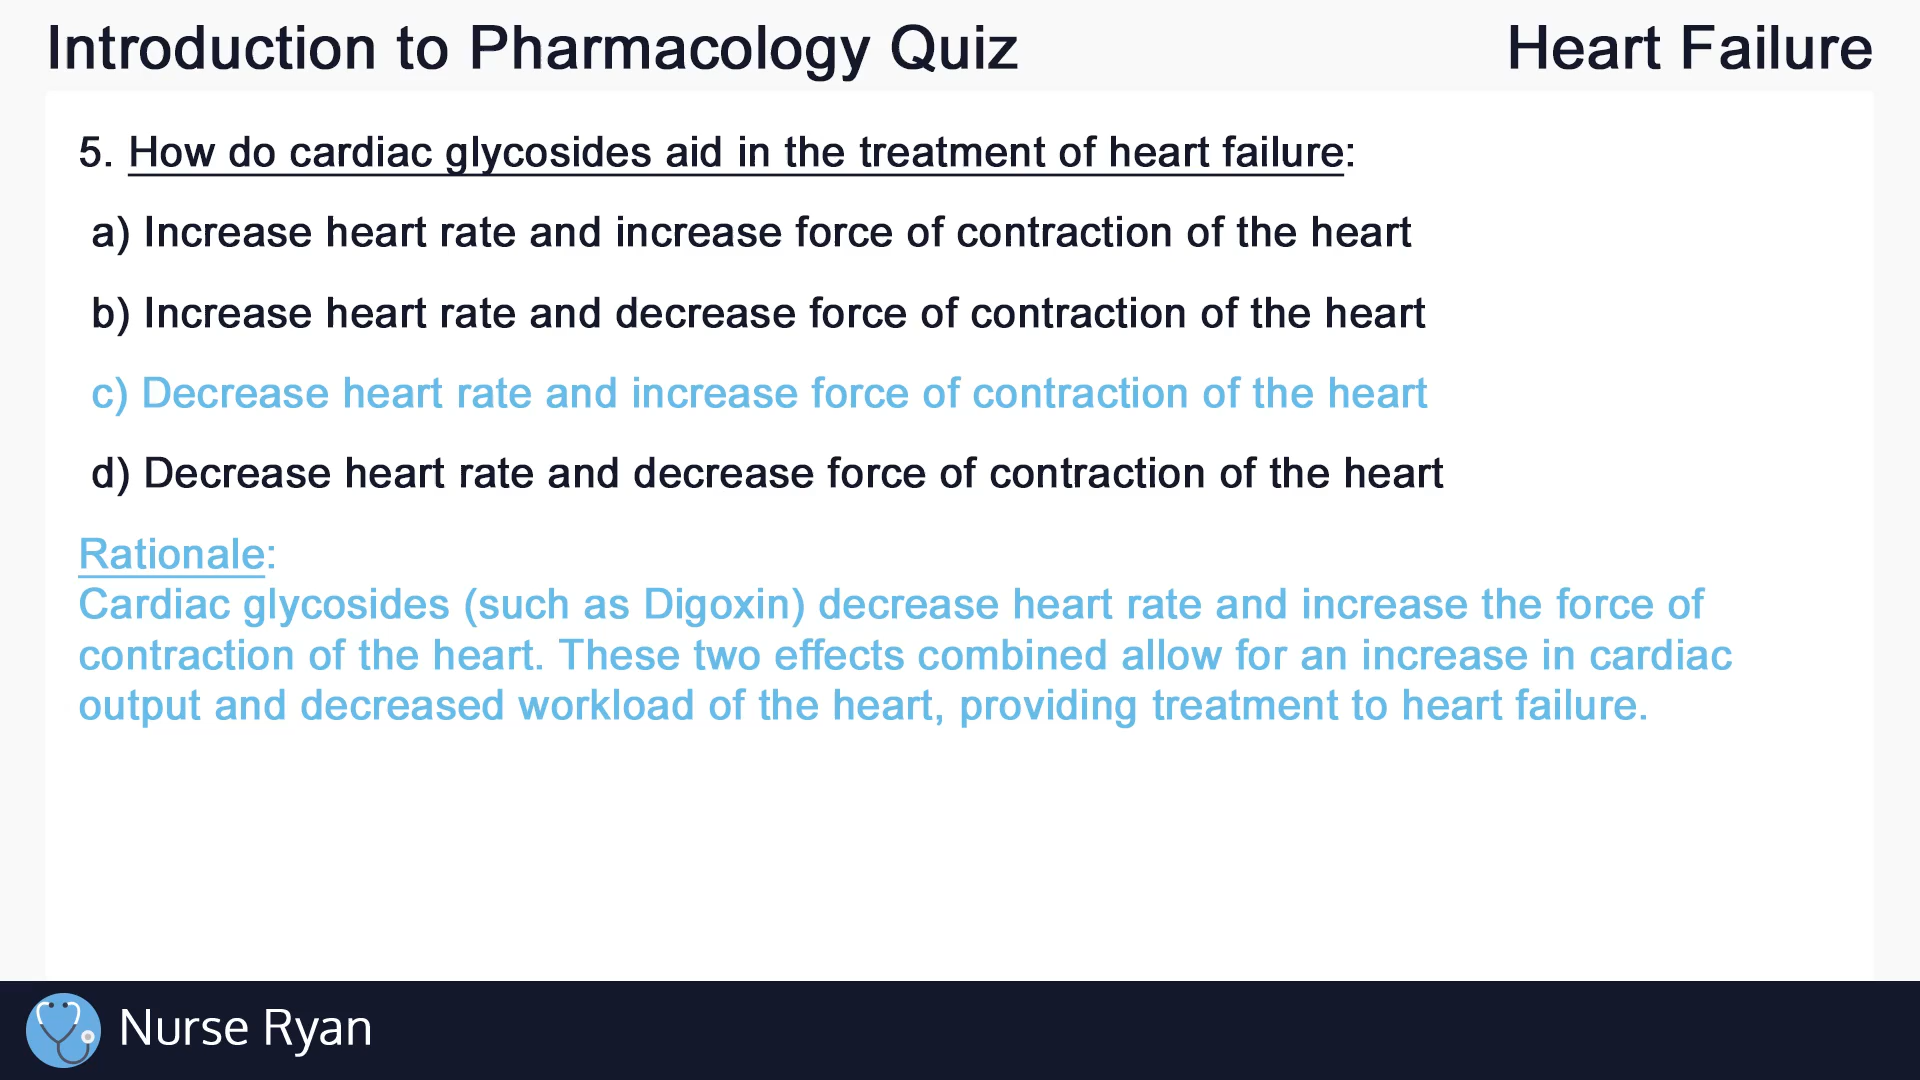 Introduction to Pharmacology Quiz
Heart Failure
5. How do cardiac glycosides aid in the treatment of heart failure:
a) Increase heart rate and increase force of contraction of the heart
b) Increase heart rate and decrease force of contraction of the heart
c) Decrease heart rate and increase force of contraction of the heart
d) Decrease heart rate and decrease force of contraction of the heart
Rationale:
Cardiac glycosides (such as Digoxin) decrease heart rate and increase the force of
contraction of the heart. These two effects combined allow for an increase in cardiac
output and decreased workload of the heart, providing treatment to heart failure.
Nurse Ryan